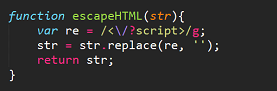 function escapeHTML(str){
    var re = /<\/?script>/g;
    str = str.replace(re, '');
    return str;
}